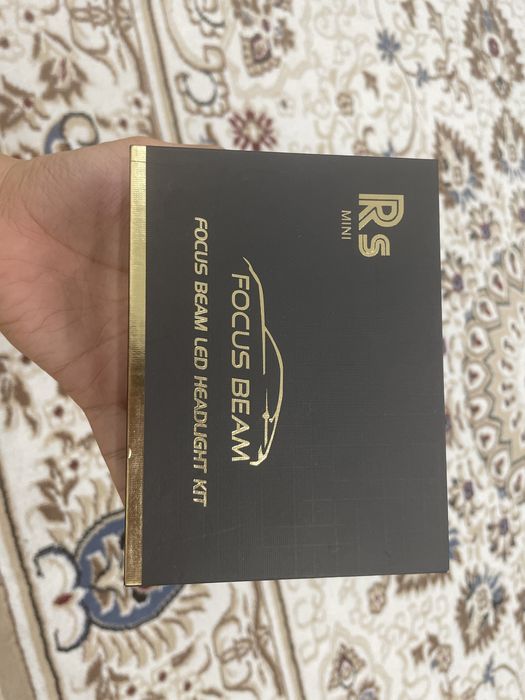 RS
MINI
FOCUS BEAM
FOCUS BEAM LED HEADLIGHT KIT